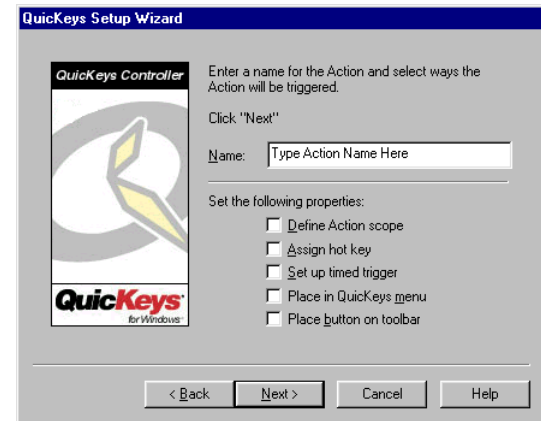 QuicKeys Setup Wizard
QuicKeys Controller
Enter a name for the Action and select ways the
Action will be triggered.
Click "Next"
Name: Type Action Name Here
Set the following properties:
Define Action scope
Assign hot key
Set up timed trigger
Place in QuicKeys menu
Place button on toolbar
QuicKeys
for Windows
< Back Next > Cancel Help